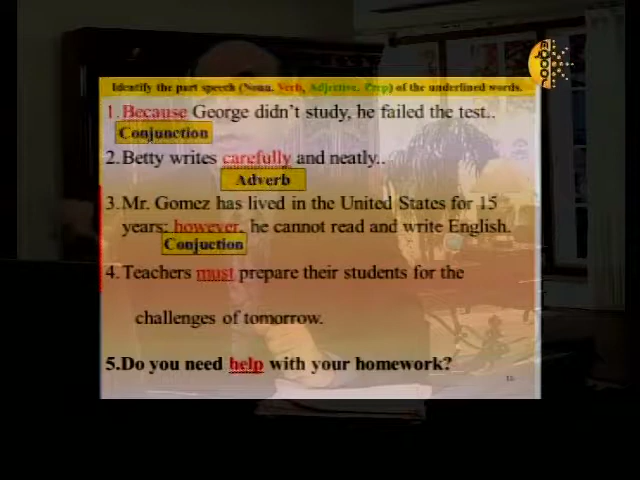 Identify the part speech (Noun, Verb, Adjective, Prep) of the underlined words.
1. Because George didn't study, he failed the test..
Conjunction
2. Betty writes carefully and neatly..
Adverb
3. Mr. Gomez has lived in the United States for 15
years; however, he cannot read and write English.
Conjuction
4. Teachers must prepare their students for the
challenges of tomorrow.
5.Do you need help with your homework?